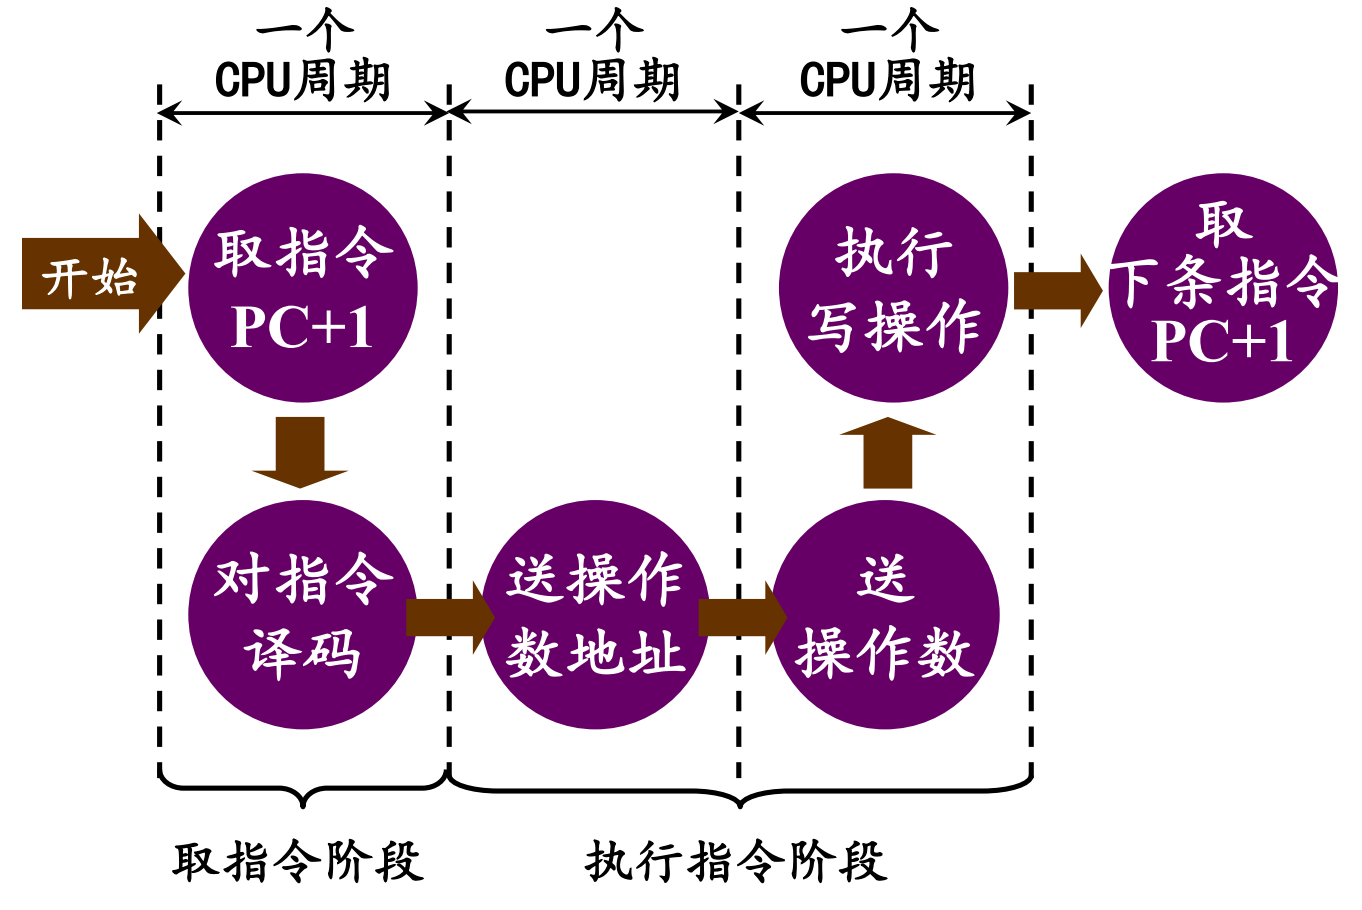 一个
CPU周期
一个
CPU周期
一个
CPU周期
开始
取指令
PC+1
对指令
译码
送操作
数地址
送
操作数
执行
写操作
取
下条指令
PC+1
取指令阶段
执行指令阶段